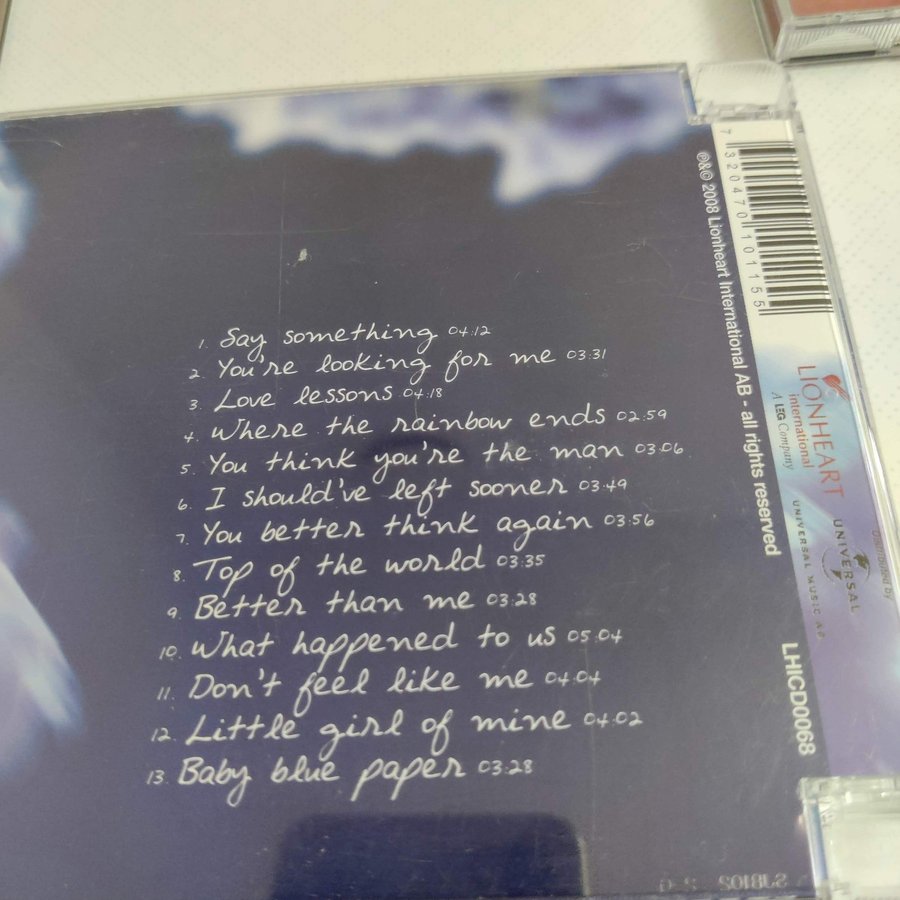 1. Say something 04:12
2. You're looking for me 03:31
3. Love lessons 04:18
4. Where the rainbow ends 02:59
5. You think you're the man 03:06
6. I should've left sooner 03:49
7. You better think again 03:56
8. Top of the world 03:35
9. Better than me 03:28
10. What happened to us 05:04
11. Don't feel like me 04:04
12. Little girl of mine 04:02
13. Baby blue paper 03:28
℗&© 2008 Lionheart International AB - all rights reserved
LHICD0068
7 320470 101155
LIONHEART
international
A LEG Company
UNIVERSAL
UNIVERSAL MUSIC AB
Distributed by